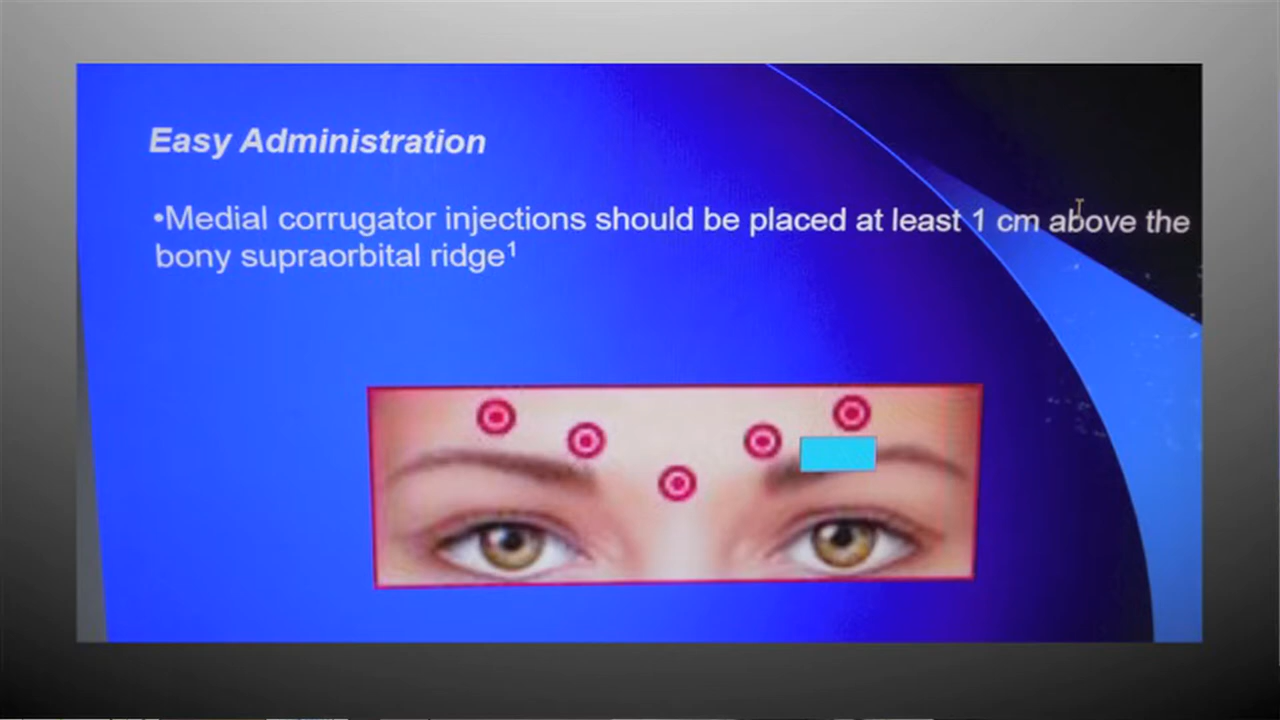 Easy Administration
•Medial corrugator injections should be placed at least 1 cm above the
bony supraorbital ridge¹